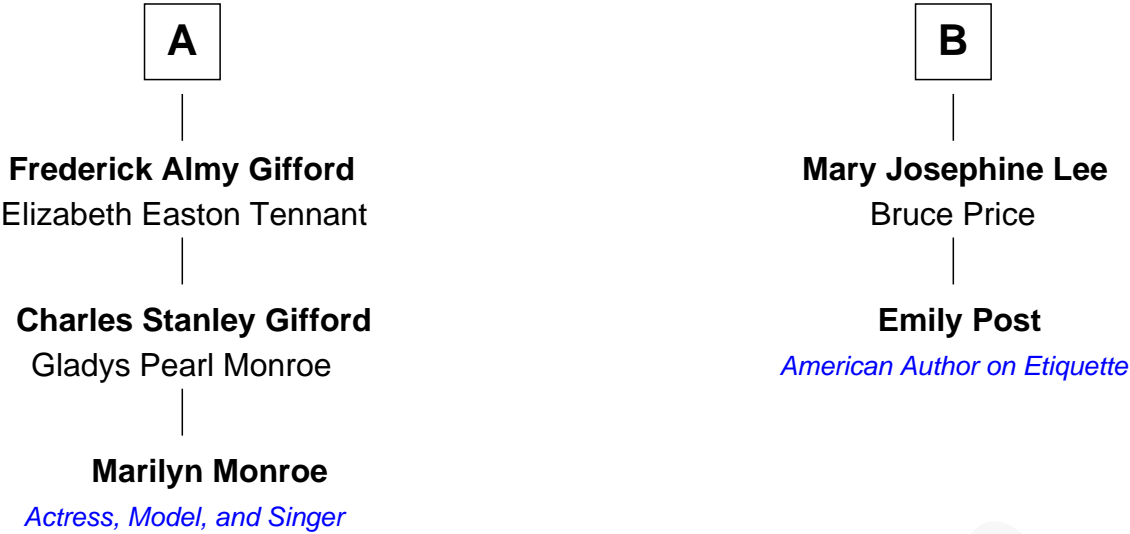 A
Frederick Almy Gifford
Elizabeth Easton Tennant
Charles Stanley Gifford
Gladys Pearl Monroe
Marilyn Monroe
Actress, Model, and Singer
B
Mary Josephine Lee
Bruce Price
Emily Post
American Author on Etiquette